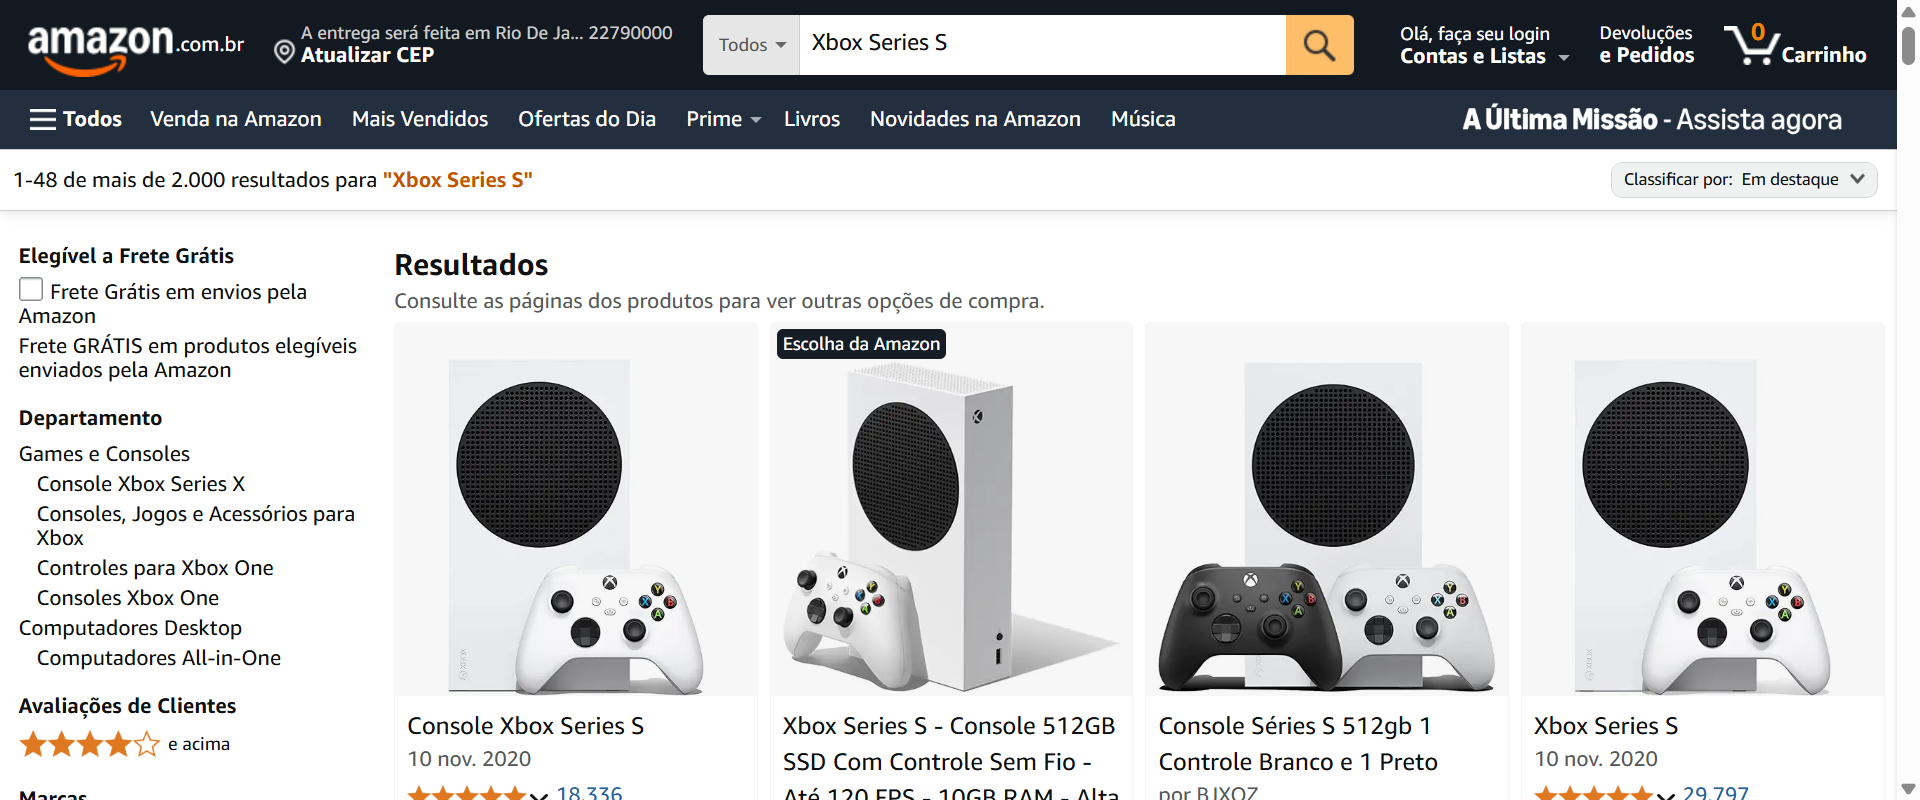 amazon.com.br
A entrega será feita em Rio De Ja... 22790000
Atualizar CEP
Todos
Xbox Series S
Olá, faça seu login
Contas e Listas
Devoluções
e Pedidos
0
Carrinho
Todos
Venda na Amazon
Mais Vendidos
Ofertas do Dia
Prime
Livros
Novidades na Amazon
Música
A Última Missão - Assista agora
1-48 de mais de 2.000 resultados para "Xbox Series S"
Classificar por: Em destaque
Elegível a Frete Grátis
Frete Grátis em envios pela
Amazon
Frete GRÁTIS em produtos elegíveis
enviados pela Amazon
Departamento
Games e Consoles
Console Xbox Series X
Consoles, Jogos e Acessórios para
Xbox
Controles para Xbox One
Consoles Xbox One
Computadores Desktop
Computadores All-in-One
Avaliações de Clientes
e acima
Marcas
Resultados
Consulte as páginas dos produtos para ver outras opções de compra.
Console Xbox Series S
10 nov. 2020
18.336
Escolha da Amazon
Xbox Series S - Console 512GB
SSD Com Controle Sem Fio -
Até 120 FPS - 10GB RAM - Alta
Console Séries S 512gb 1
Controle Branco e 1 Preto
por BJXOZ
Xbox Series S
10 nov. 2020
29.797